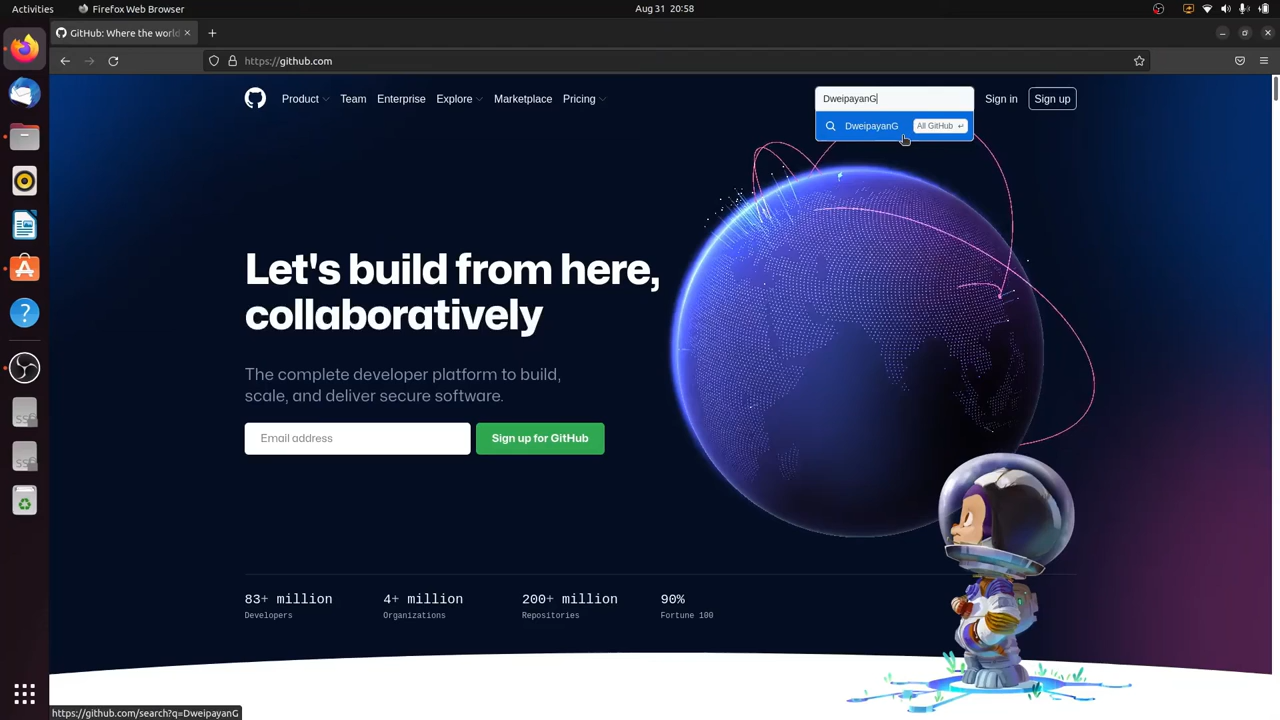 Activities
Firefox Web Browser
Aug 31 20:58
GitHub: Where the world
https://github.com
Product
Team
Enterprise
Explore
Marketplace
Pricing
DweipayanG
Sign in
Sign up
DweipayanG
All GitHub ↵
Let's build from here,
collaboratively
The complete developer platform to build,
scale, and deliver secure software.
Email address
Sign up for GitHub
83+ million
4+ million
200+ million
90%
Developers
Organizations
Repositories
Fortune 100
https://github.com/search?q=DweipayanG